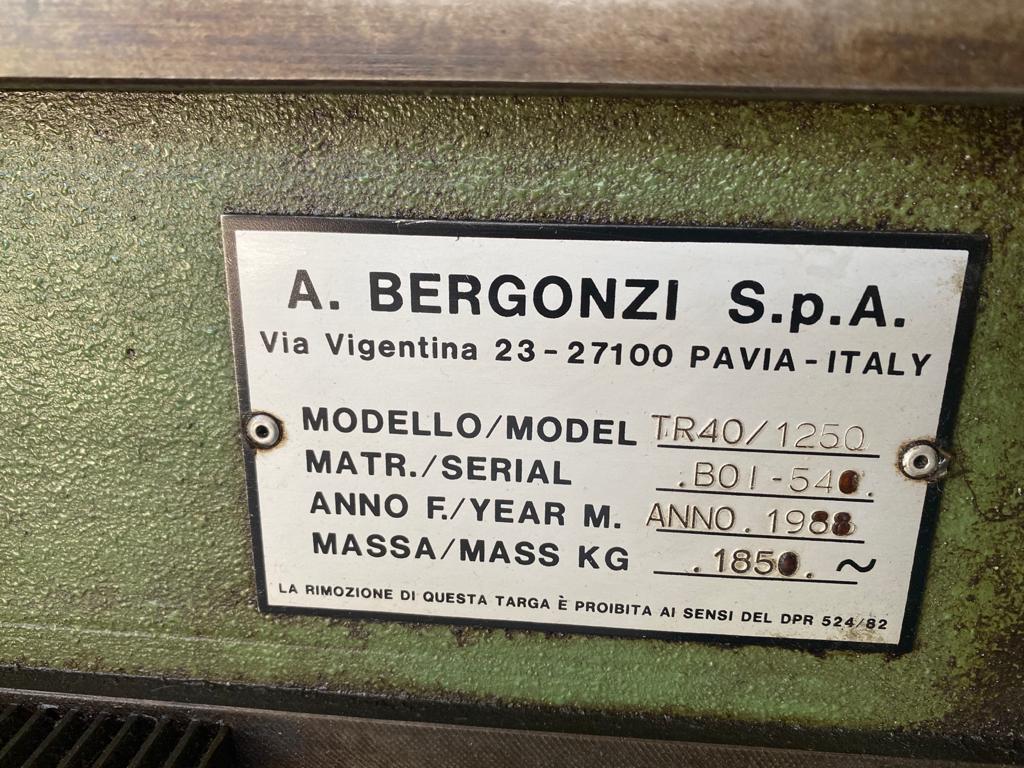 A. BERGONZI S.p.A.
Via Vigentina 23 - 27100 PAVIA - ITALY
MODELLO/MODEL TR40/1250
MATR./SERIAL .BOI-540.
ANNO F./YEAR M. ANNO. 1988
MASSA/MASS KG .1850. ~
LA RIMOZIONE DI QUESTA TARGA È PROIBITA AI SENSI DEL DPR 524/82